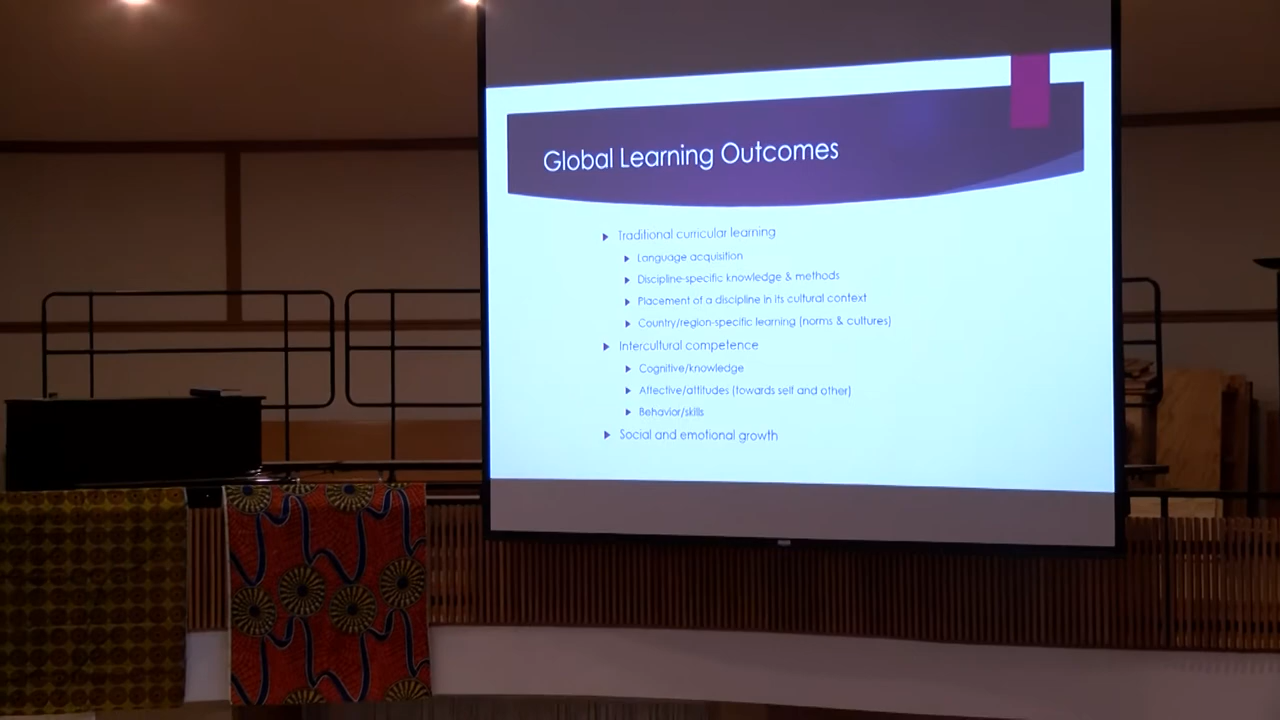 Global Learning Outcomes
Traditional curricular learning
Language acquisition
Discipline-specific knowledge & methods
Placement of a discipline in its cultural context
Country/region-specific learning (norms & cultures)
Intercultural competence
Cognitive/knowledge
Affective/attitudes (towards self and other)
Behavior/skills
Social and emotional growth